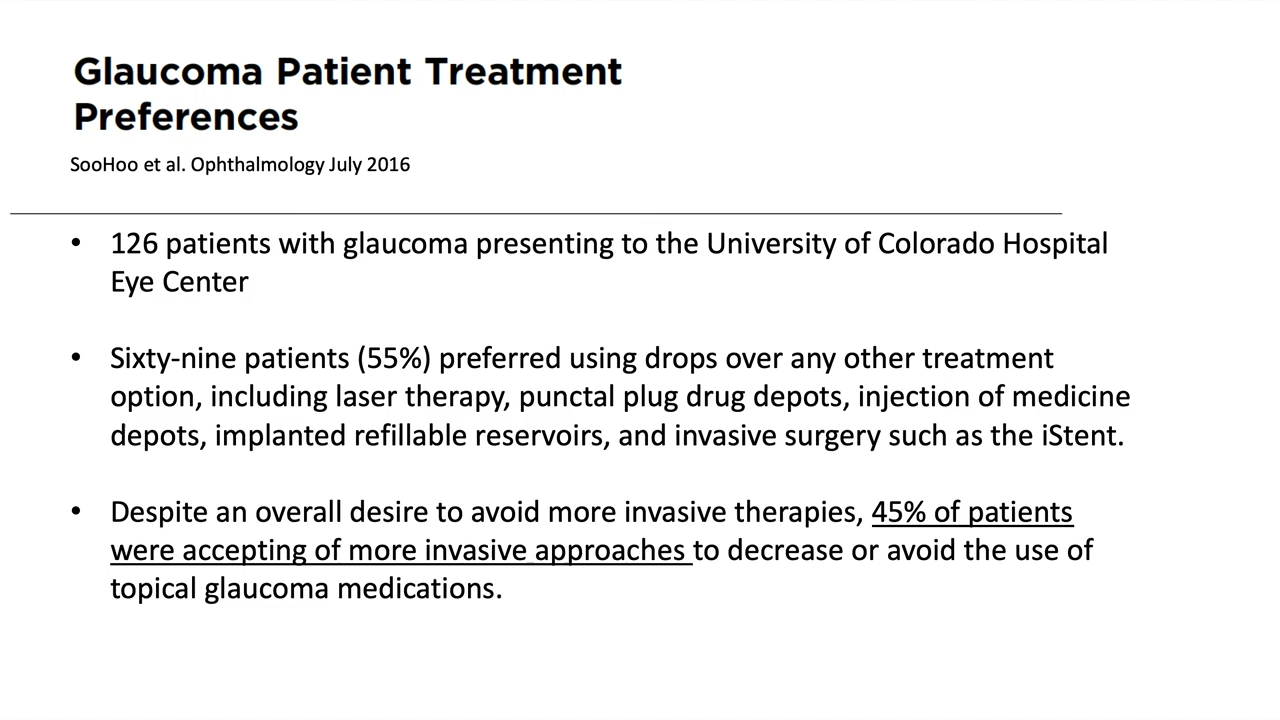 Glaucoma Patient Treatment
Preferences
SooHoo et al. Ophthalmology July 2016
• 126 patients with glaucoma presenting to the University of Colorado Hospital
Eye Center
• Sixty-nine patients (55%) preferred using drops over any other treatment
option, including laser therapy, punctal plug drug depots, injection of medicine
depots, implanted refillable reservoirs, and invasive surgery such as the iStent.
• Despite an overall desire to avoid more invasive therapies, 45% of patients
were accepting of more invasive approaches to decrease or avoid the use of
topical glaucoma medications.